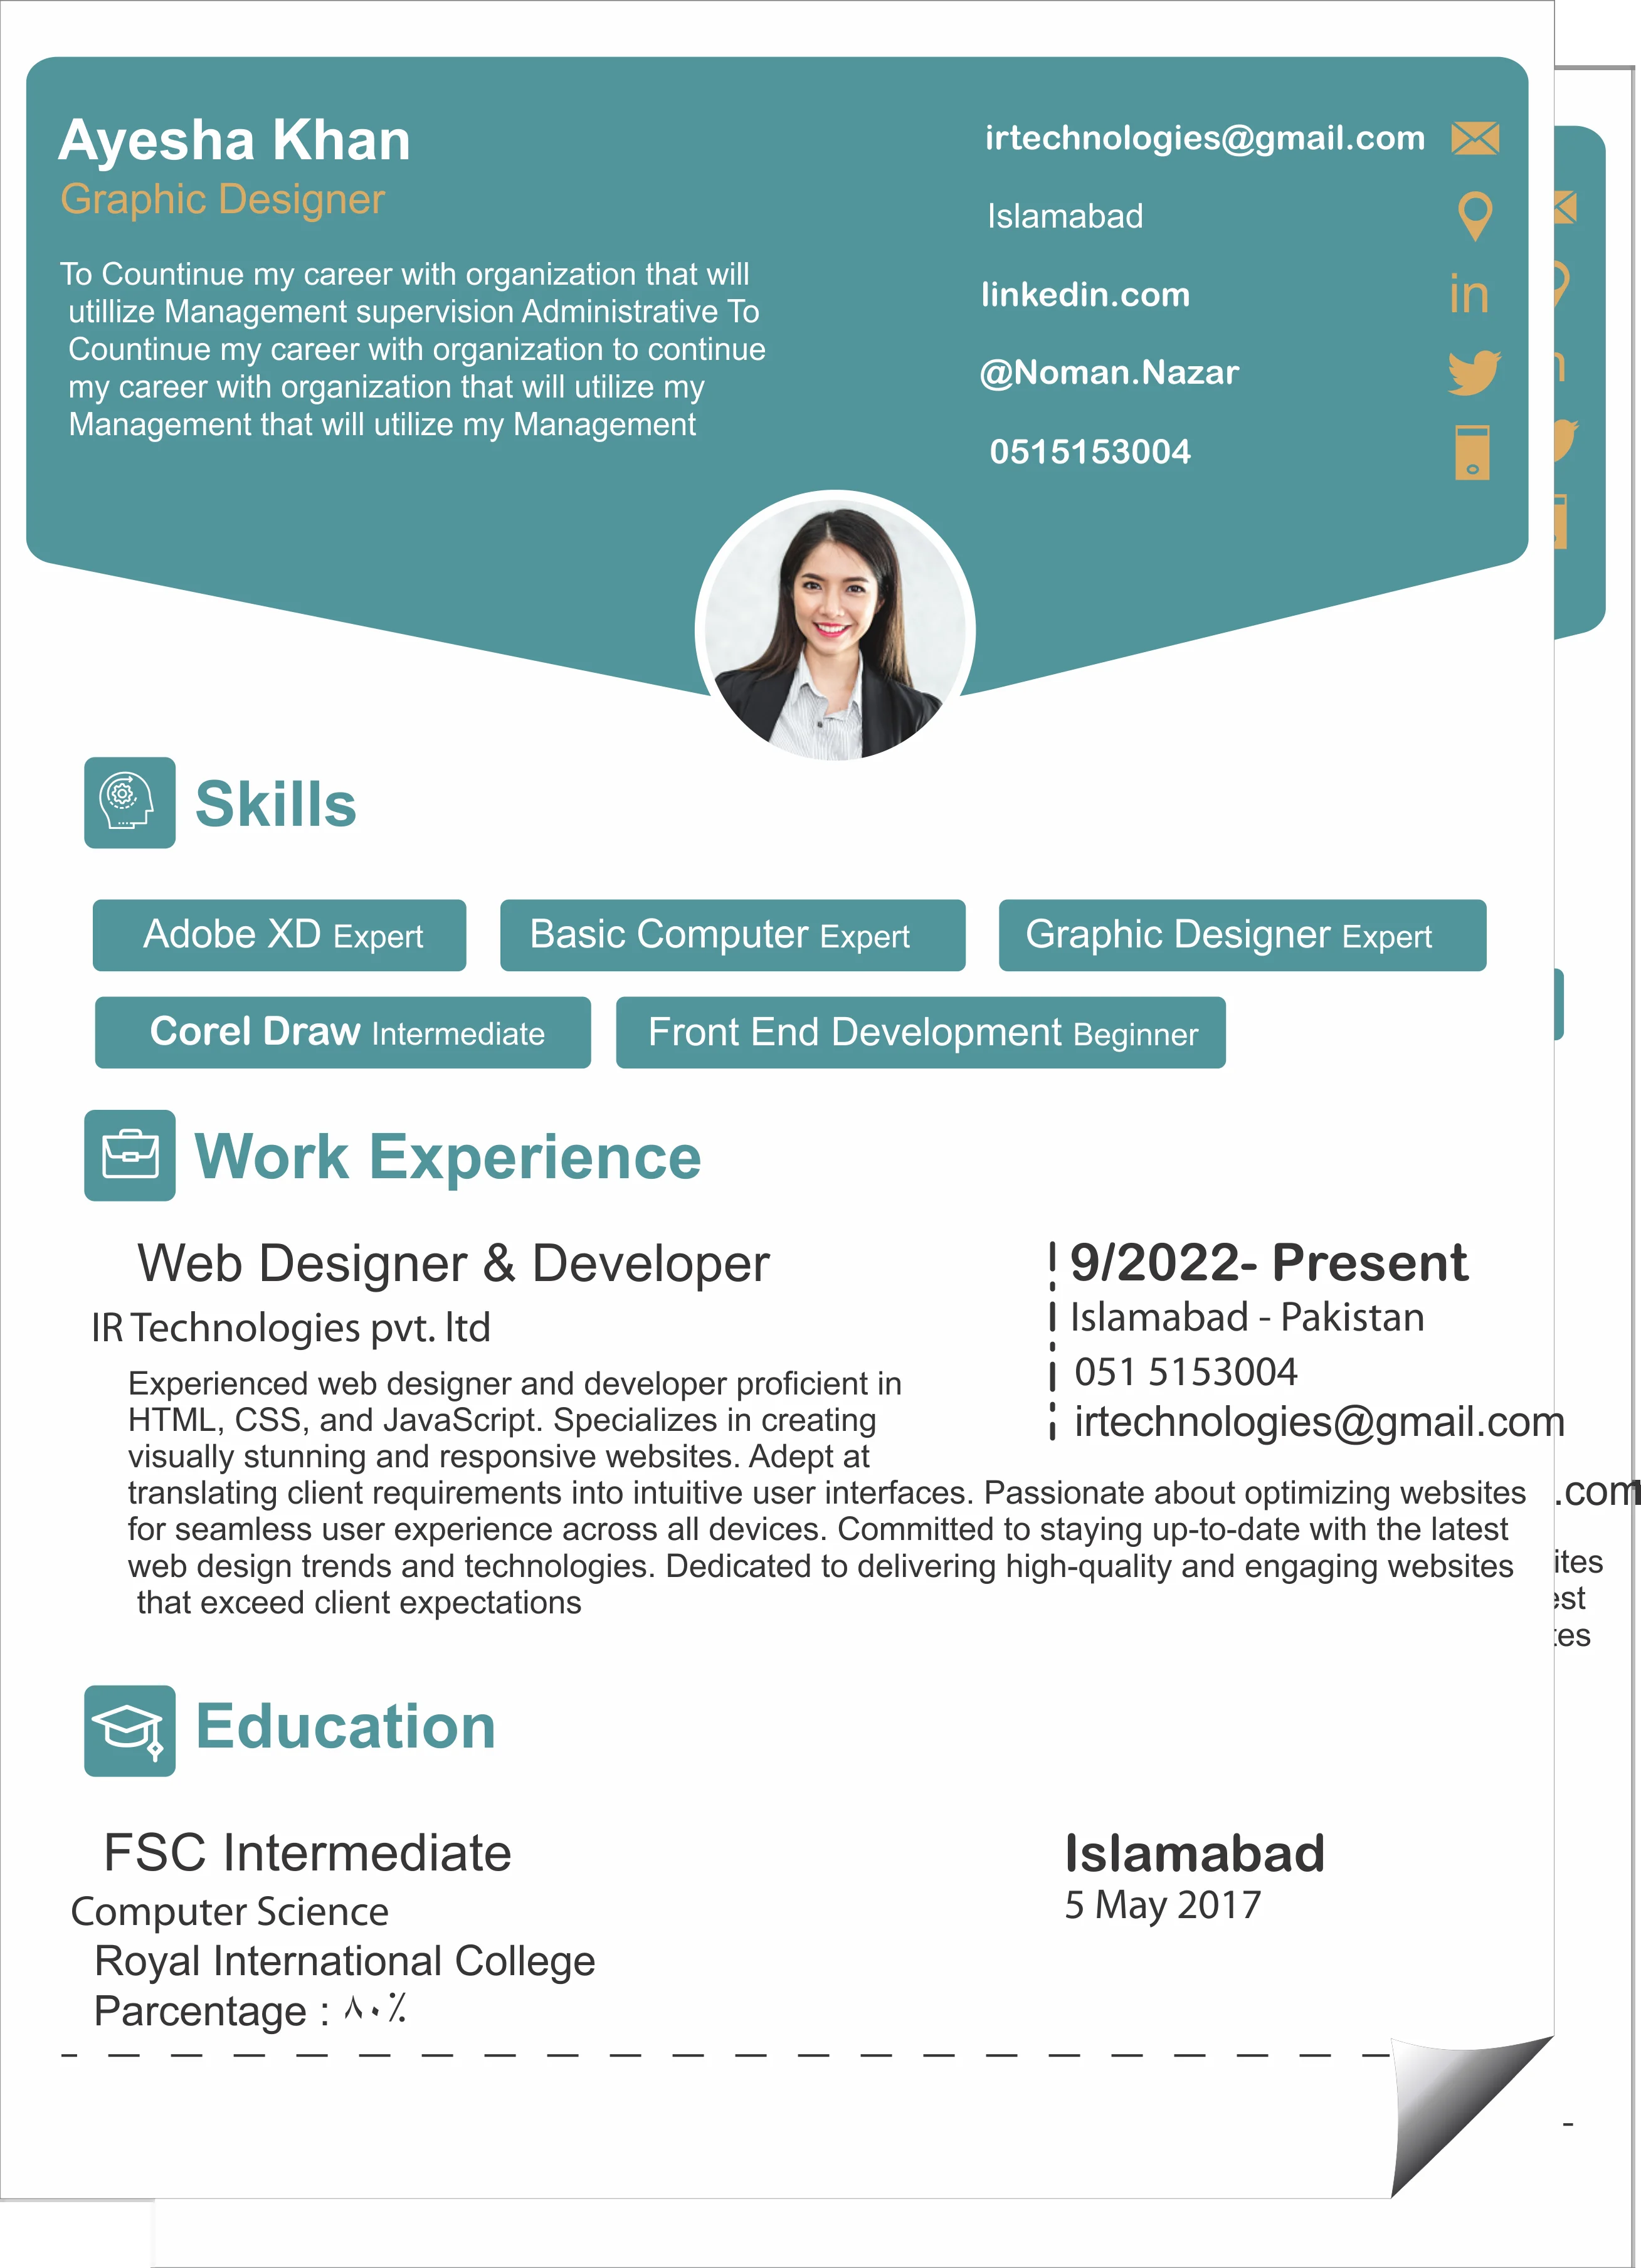 Ayesha Khan
Graphic Designer
To Countinue my career with organization that will
utillize Management supervision Administrative To
Countinue my career with organization to continue
my career with organization that will utilize my
Management that will utilize my Management
irtechnologies@gmail.com
Islamabad
linkedin.com
in
@Noman.Nazar
0515153004
Skills
Adobe XD Expert
Basic Computer Expert
Graphic Designer Expert
Corel Draw Intermediate
Front End Development Beginner
Work Experience
Web Designer & Developer
IR Technologies pvt. ltd
9/2022- Present
Islamabad - Pakistan
051 5153004
irtechnologies@gmail.com
Experienced web designer and developer proficient in
HTML, CSS, and JavaScript. Specializes in creating
visually stunning and responsive websites. Adept at
translating client requirements into intuitive user interfaces. Passionate about optimizing websites
for seamless user experience across all devices. Committed to staying up-to-date with the latest
web design trends and technologies. Dedicated to delivering high-quality and engaging websites
that exceed client expectations
.com
ites
est
tes
Education
FSC Intermediate
Computer Science
Royal International College
Parcentage : ٨٠٪
Islamabad
5 May 2017